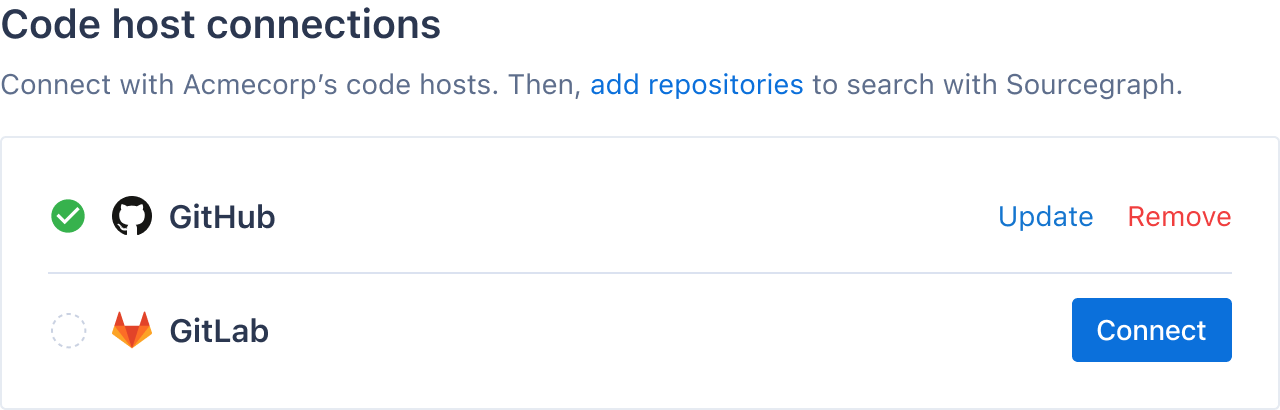 Code host connections
Connect with Acmecorp’s code hosts. Then, add repositories to search with Sourcegraph.
GitHub Update Remove
GitLab Connect